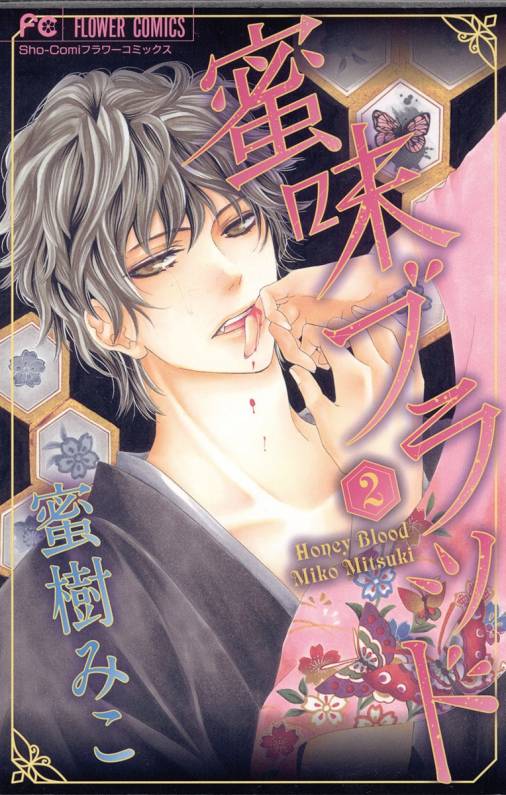 FC FLOWER COMICS
Sho-Comiフラワーコミックス
蜜味ブラッド
2
Honey Blood
Miko Mitsuki
蜜樹みこ